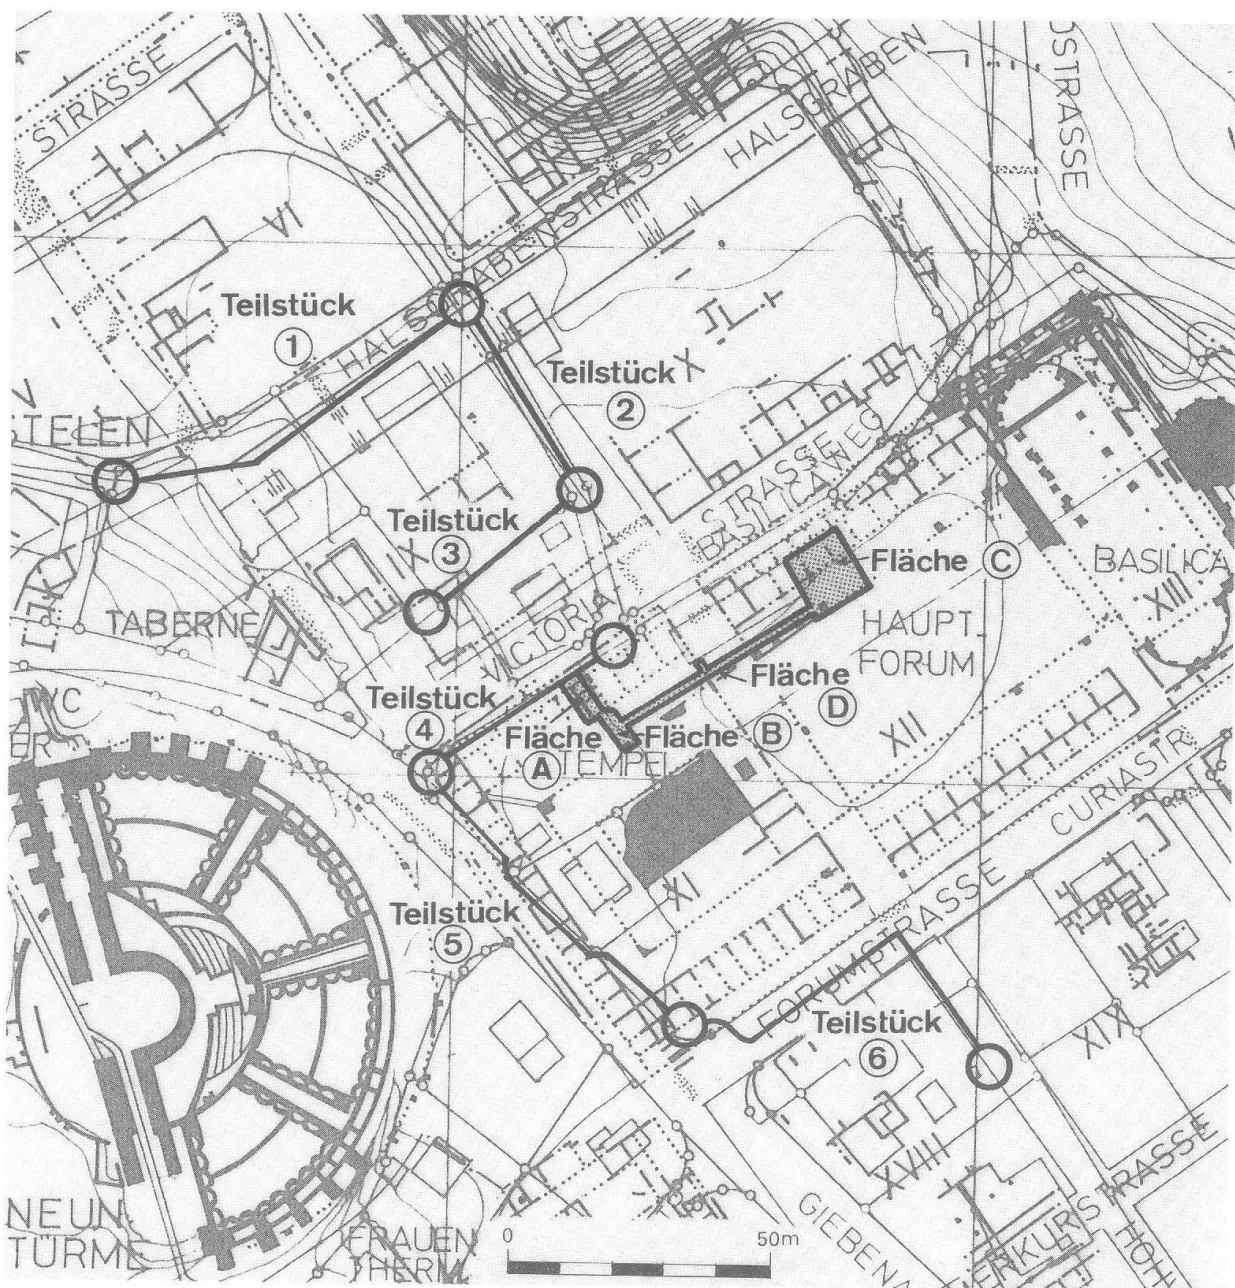 STRASSE
HALSGRABEN
STRASSE
VI
HALSGRABENSTRASSE
Teilstück
1
Teilstück
2
X
STELEN
STRASSE
BASILICAWEG
Teilstück
3
X
Fläche C
BASILICA
XIII
TABERNE
VICTORIA
HAUPT
FORUM
Teilstück
4
Fläche
D
Fläche
A
Fläche B
XII
TEMPEL
CURIASTR.
XI
Teilstück
5
FORUMSTRASSE
Teilstück
6
XIX
XVIII
NEUN
TÜRME
FRAUEN
THERM
0
50m
GIEBENA
ERKURSTRASSE
HOH